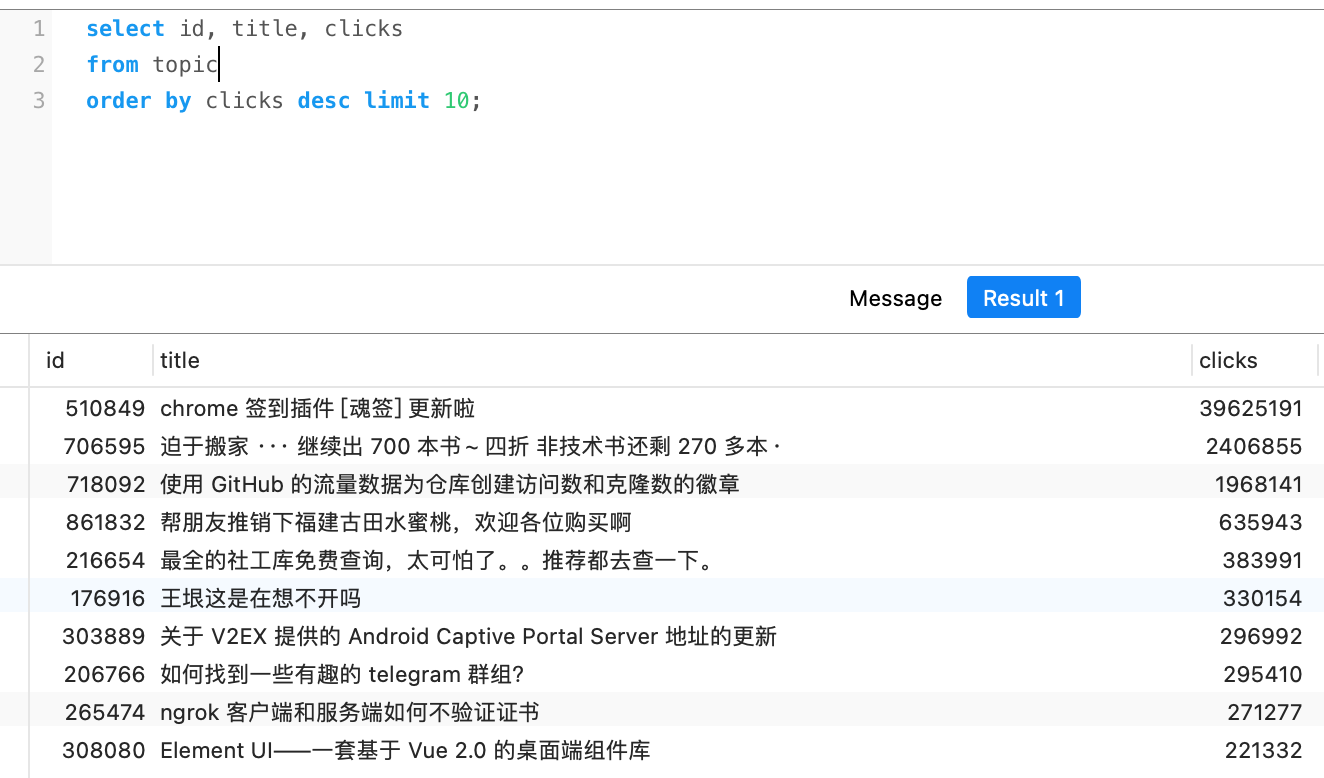 1 select id, title, clicks
2 from topic
3 order by clicks desc limit 10;
Message Result 1
id title clicks
510849 chrome 签到插件 [魂签] 更新啦 39625191
706595 迫于搬家 ··· 继续出 700 本书~ 四折 非技术书还剩 270 多本· 2406855
718092 使用 GitHub 的流量数据为仓库创建访问数和克隆数的徽章 1968141
861832 帮朋友推销下福建古田水蜜桃，欢迎各位购买啊 635943
216654 最全的社工库免费查询，太可怕了。。推荐都去查一下。 383991
176916 王垠这是在想不开吗 330154
303889 关于 V2EX 提供的 Android Captive Portal Server 地址的更新 296992
206766 如何找到一些有趣的 telegram 群组? 295410
265474 ngrok 客户端和服务端如何不验证证书 271277
308080 Element UI——一套基于 Vue 2.0 的桌面端组件库 221332